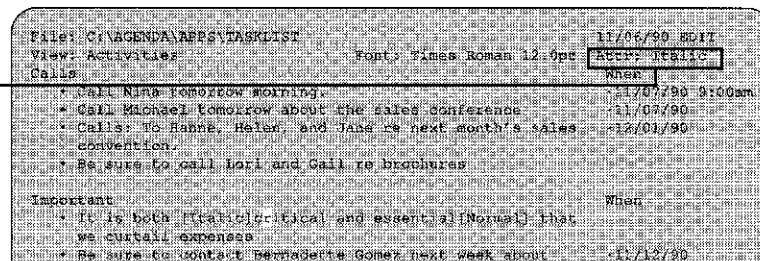 File: C:\AGENDA\APPS\TASKLIST 11/06/90 EDIT
View: Activities Font: Times Roman 12.0pt Attr: Italic
Calls When
• Call Nina tomorrow morning. ·11/07/90 9:00am
• Call Michael tomorrow about the sales conference ·11/07/90
• Calls: To Hanne, Helen, and Jane re next month's sales ·12/01/90
convention.
• Be sure to call Lori and Gail re brochures
Important When
• It is both [Italic]critical and essential[Normal] that
we curtail expenses
• Be sure to contact Bernadette Gomez next week about ·11/12/90